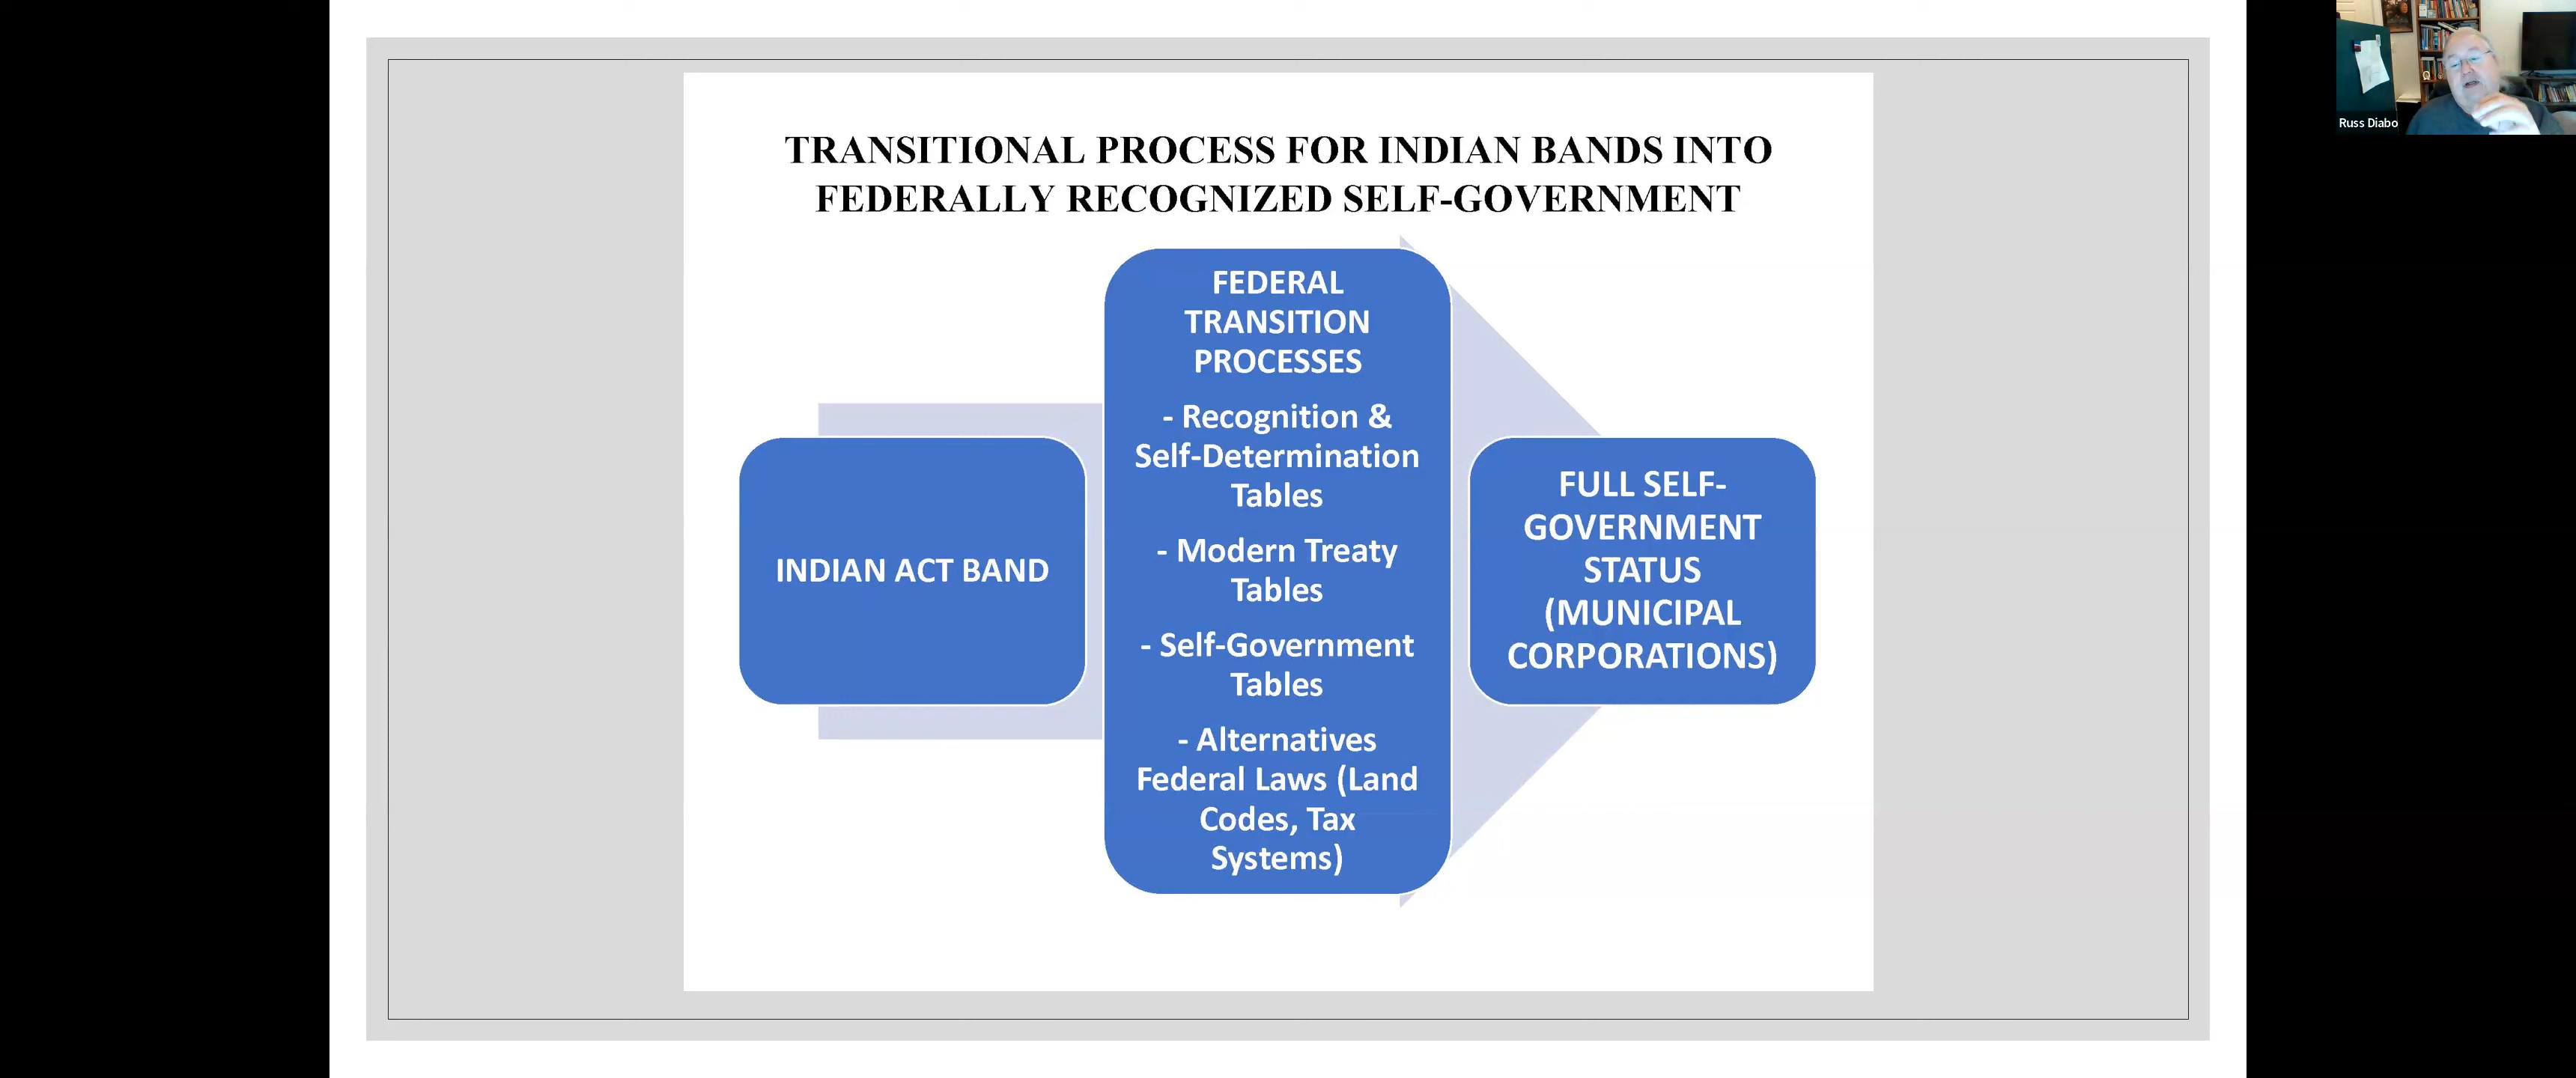 TRANSITIONAL PROCESS FOR INDIAN BANDS INTO
FEDERALLY RECOGNIZED SELF-GOVERNMENT
INDIAN ACT BAND
FEDERAL
TRANSITION
PROCESSES
- Recognition &
Self-Determination
Tables
- Modern Treaty
Tables
- Self-Government
Tables
- Alternatives
Federal Laws (Land
Codes, Tax
Systems)
FULL SELF-
GOVERNMENT
STATUS
(MUNICIPAL
CORPORATIONS)
Russ Diabo